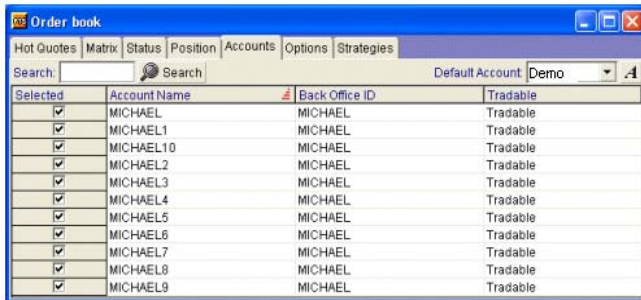 Order book
Hot Quotes Matrix Status Position Accounts Options Strategies
Search: Search Default Account: Demo A
Selected Account Name Back Office ID Tradable
MICHAEL MICHAEL Tradable
MICHAEL1 MICHAEL Tradable
MICHAEL10 MICHAEL Tradable
MICHAEL2 MICHAEL Tradable
MICHAEL3 MICHAEL Tradable
MICHAEL4 MICHAEL Tradable
MICHAEL5 MICHAEL Tradable
MICHAEL6 MICHAEL Tradable
MICHAEL7 MICHAEL Tradable
MICHAEL8 MICHAEL Tradable
MICHAEL9 MICHAEL Tradable